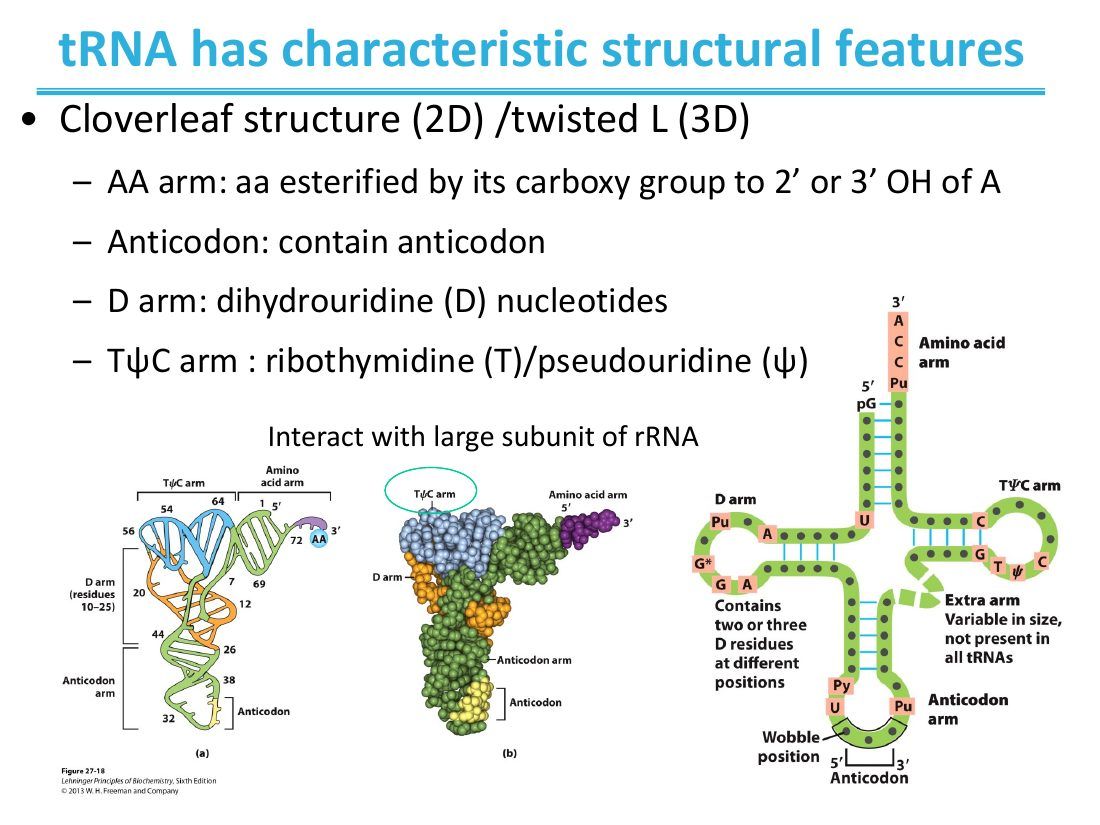 tRNA has characteristic structural features
• Cloverleaf structure (2D) /twisted L (3D)
– AA arm: aa esterified by its carboxy group to 2’ or 3’ OH of A
– Anticodon: contain anticodon
– D arm: dihydrouridine (D) nucleotides
– TψC arm : ribothymidine (T)/pseudouridine (ψ)
Interact with large subunit of rRNA
TψC arm
Amino
acid arm
54
64
1
5′
56
72
AA
3′
D arm
(residues
10–25)
20
7
69
12
44
26
Anticodon
arm
38
32
Anticodon
(a)
TψC arm
Amino acid arm
5′
3′
D arm
Anticodon arm
Anticodon
(b)
3′
A
C
C
Pu
Amino acid
arm
5′
pG
D arm
Pu
A
U
G*
G
A
Contains
two or three
D residues
at different
positions
TψC arm
C
G
T
ψ
C
Extra arm
Variable in size,
not present in
all tRNAs
Py
U
Pu
Anticodon
arm
Wobble
position
5′
3′
Anticodon
Figure 27-18
Lehninger Principles of Biochemistry, Sixth Edition
© 2013 W. H. Freeman and Company